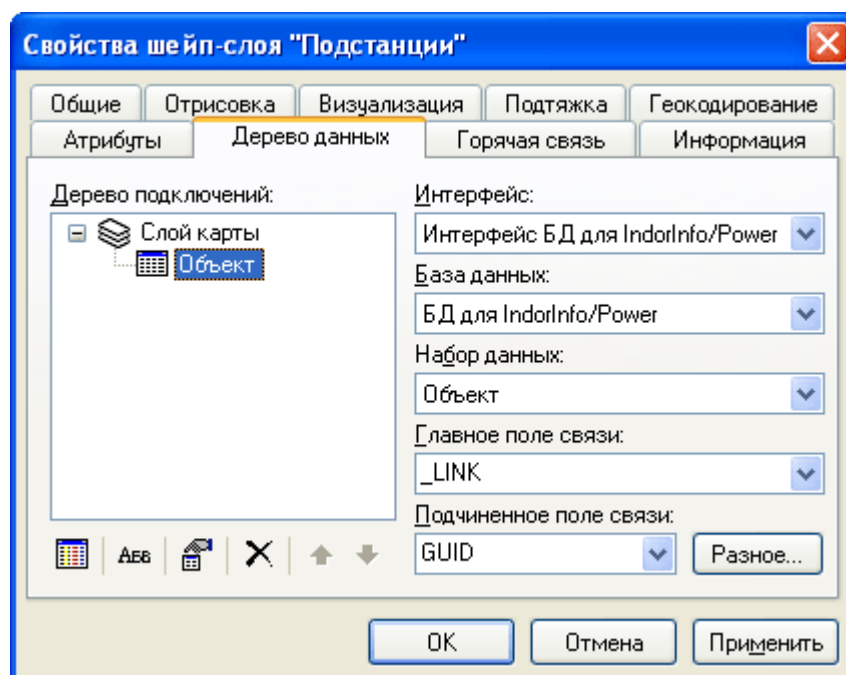 Свойства шейп-слоя "Подстанции"
Общие
Отрисовка
Визуализация
Подтяжка
Геокодирование
Атрибуты
Дерево данных
Горячая связь
Информация
Дерево подключений:
Слой карты
Объект
Интерфейс:
Интерфейс БД для IndorInfo/Power
База данных:
БД для IndorInfo/Power
Набор данных:
Объект
Главное поле связи:
_LINK
Подчиненное поле связи:
GUID
Разное...
АБВ
OK
Отмена
Применить